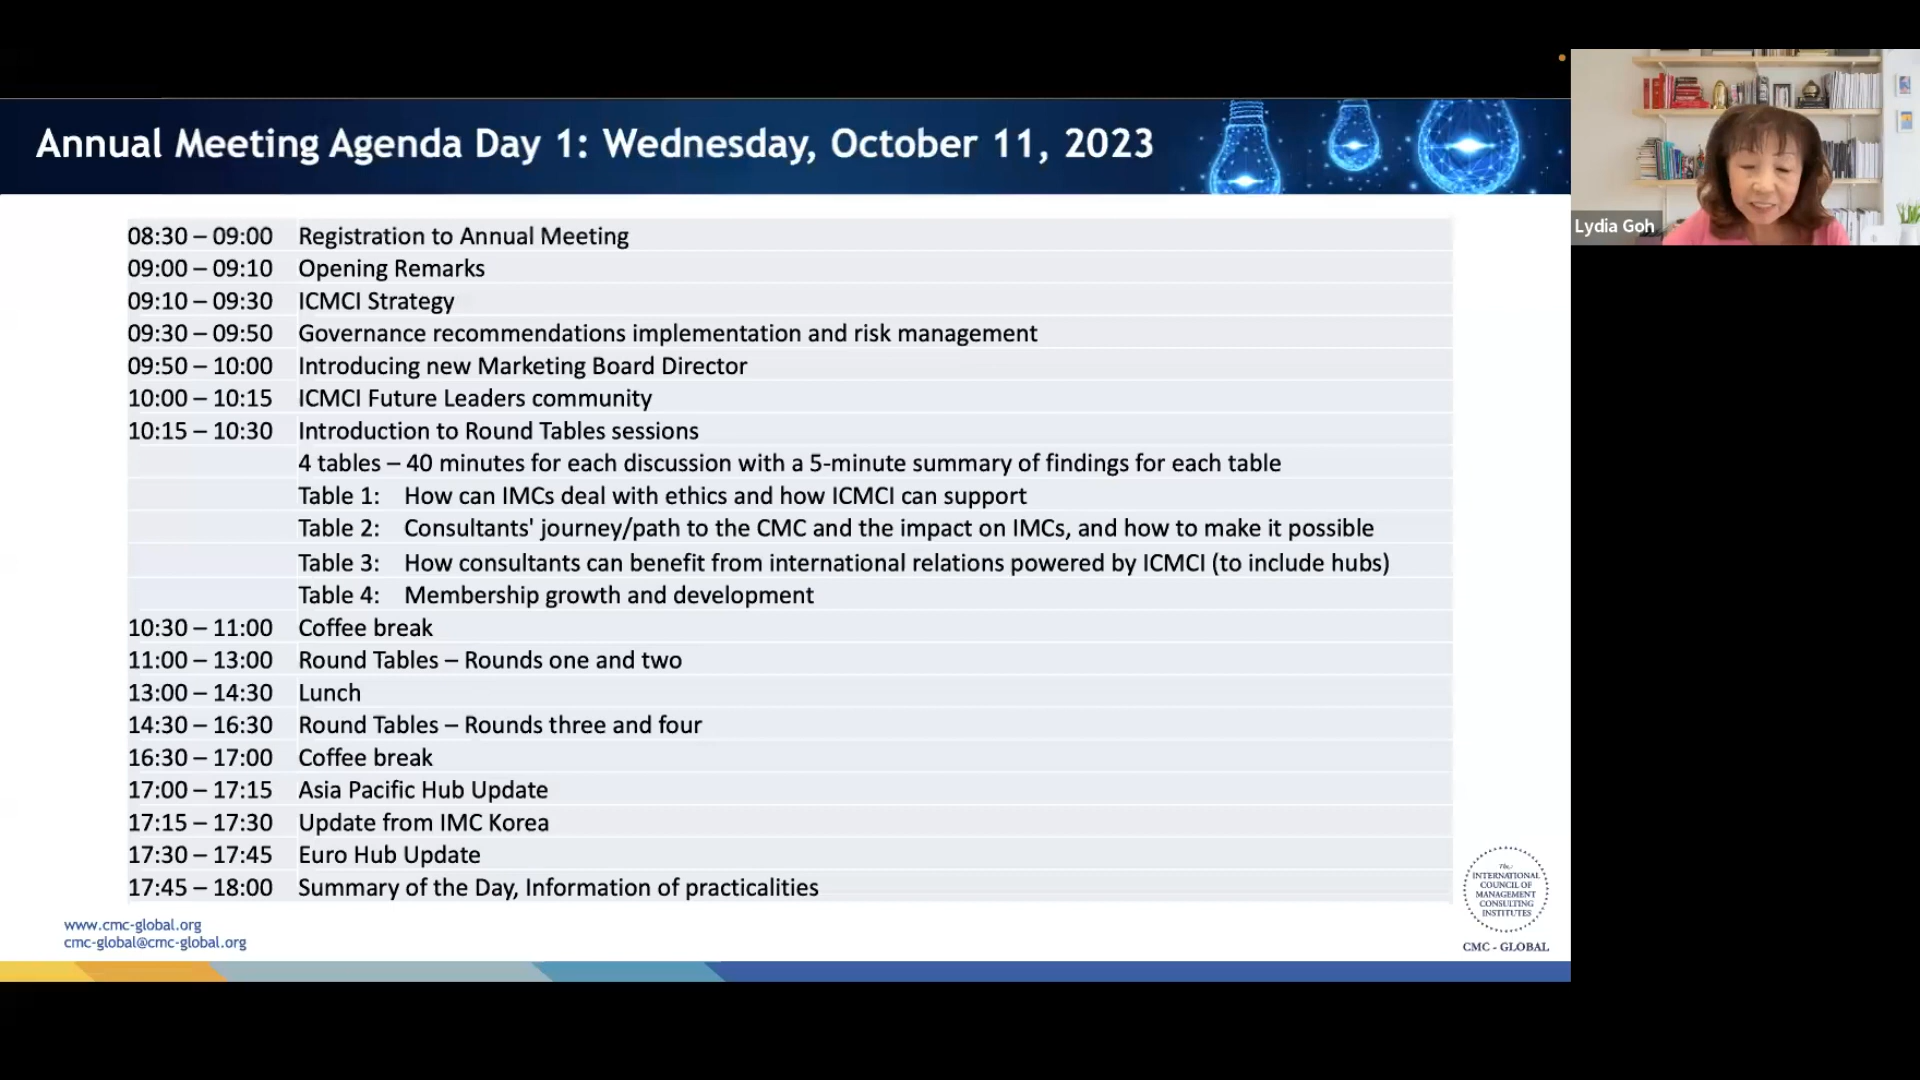 Annual Meeting Agenda Day 1: Wednesday, October 11, 2023
Lydia Goh
08:30 – 09:00 Registration to Annual Meeting
09:00 – 09:10 Opening Remarks
09:10 – 09:30 ICMCI Strategy
09:30 – 09:50 Governance recommendations implementation and risk management
09:50 – 10:00 Introducing new Marketing Board Director
10:00 – 10:15 ICMCI Future Leaders community
10:15 – 10:30 Introduction to Round Tables sessions
4 tables – 40 minutes for each discussion with a 5-minute summary of findings for each table
Table 1: How can IMCs deal with ethics and how ICMCI can support
Table 2: Consultants' journey/path to the CMC and the impact on IMCs, and how to make it possible
Table 3: How consultants can benefit from international relations powered by ICMCI (to include hubs)
Table 4: Membership growth and development
10:30 – 11:00 Coffee break
11:00 – 13:00 Round Tables – Rounds one and two
13:00 – 14:30 Lunch
14:30 – 16:30 Round Tables – Rounds three and four
16:30 – 17:00 Coffee break
17:00 – 17:15 Asia Pacific Hub Update
17:15 – 17:30 Update from IMC Korea
17:30 – 17:45 Euro Hub Update
17:45 – 18:00 Summary of the Day, Information of practicalities
www.cmc-global.org
cmc-global@cmc-global.org
The
INTERNATIONAL
COUNCIL OF
MANAGEMENT
CONSULTING
INSTITUTES
CMC - GLOBAL